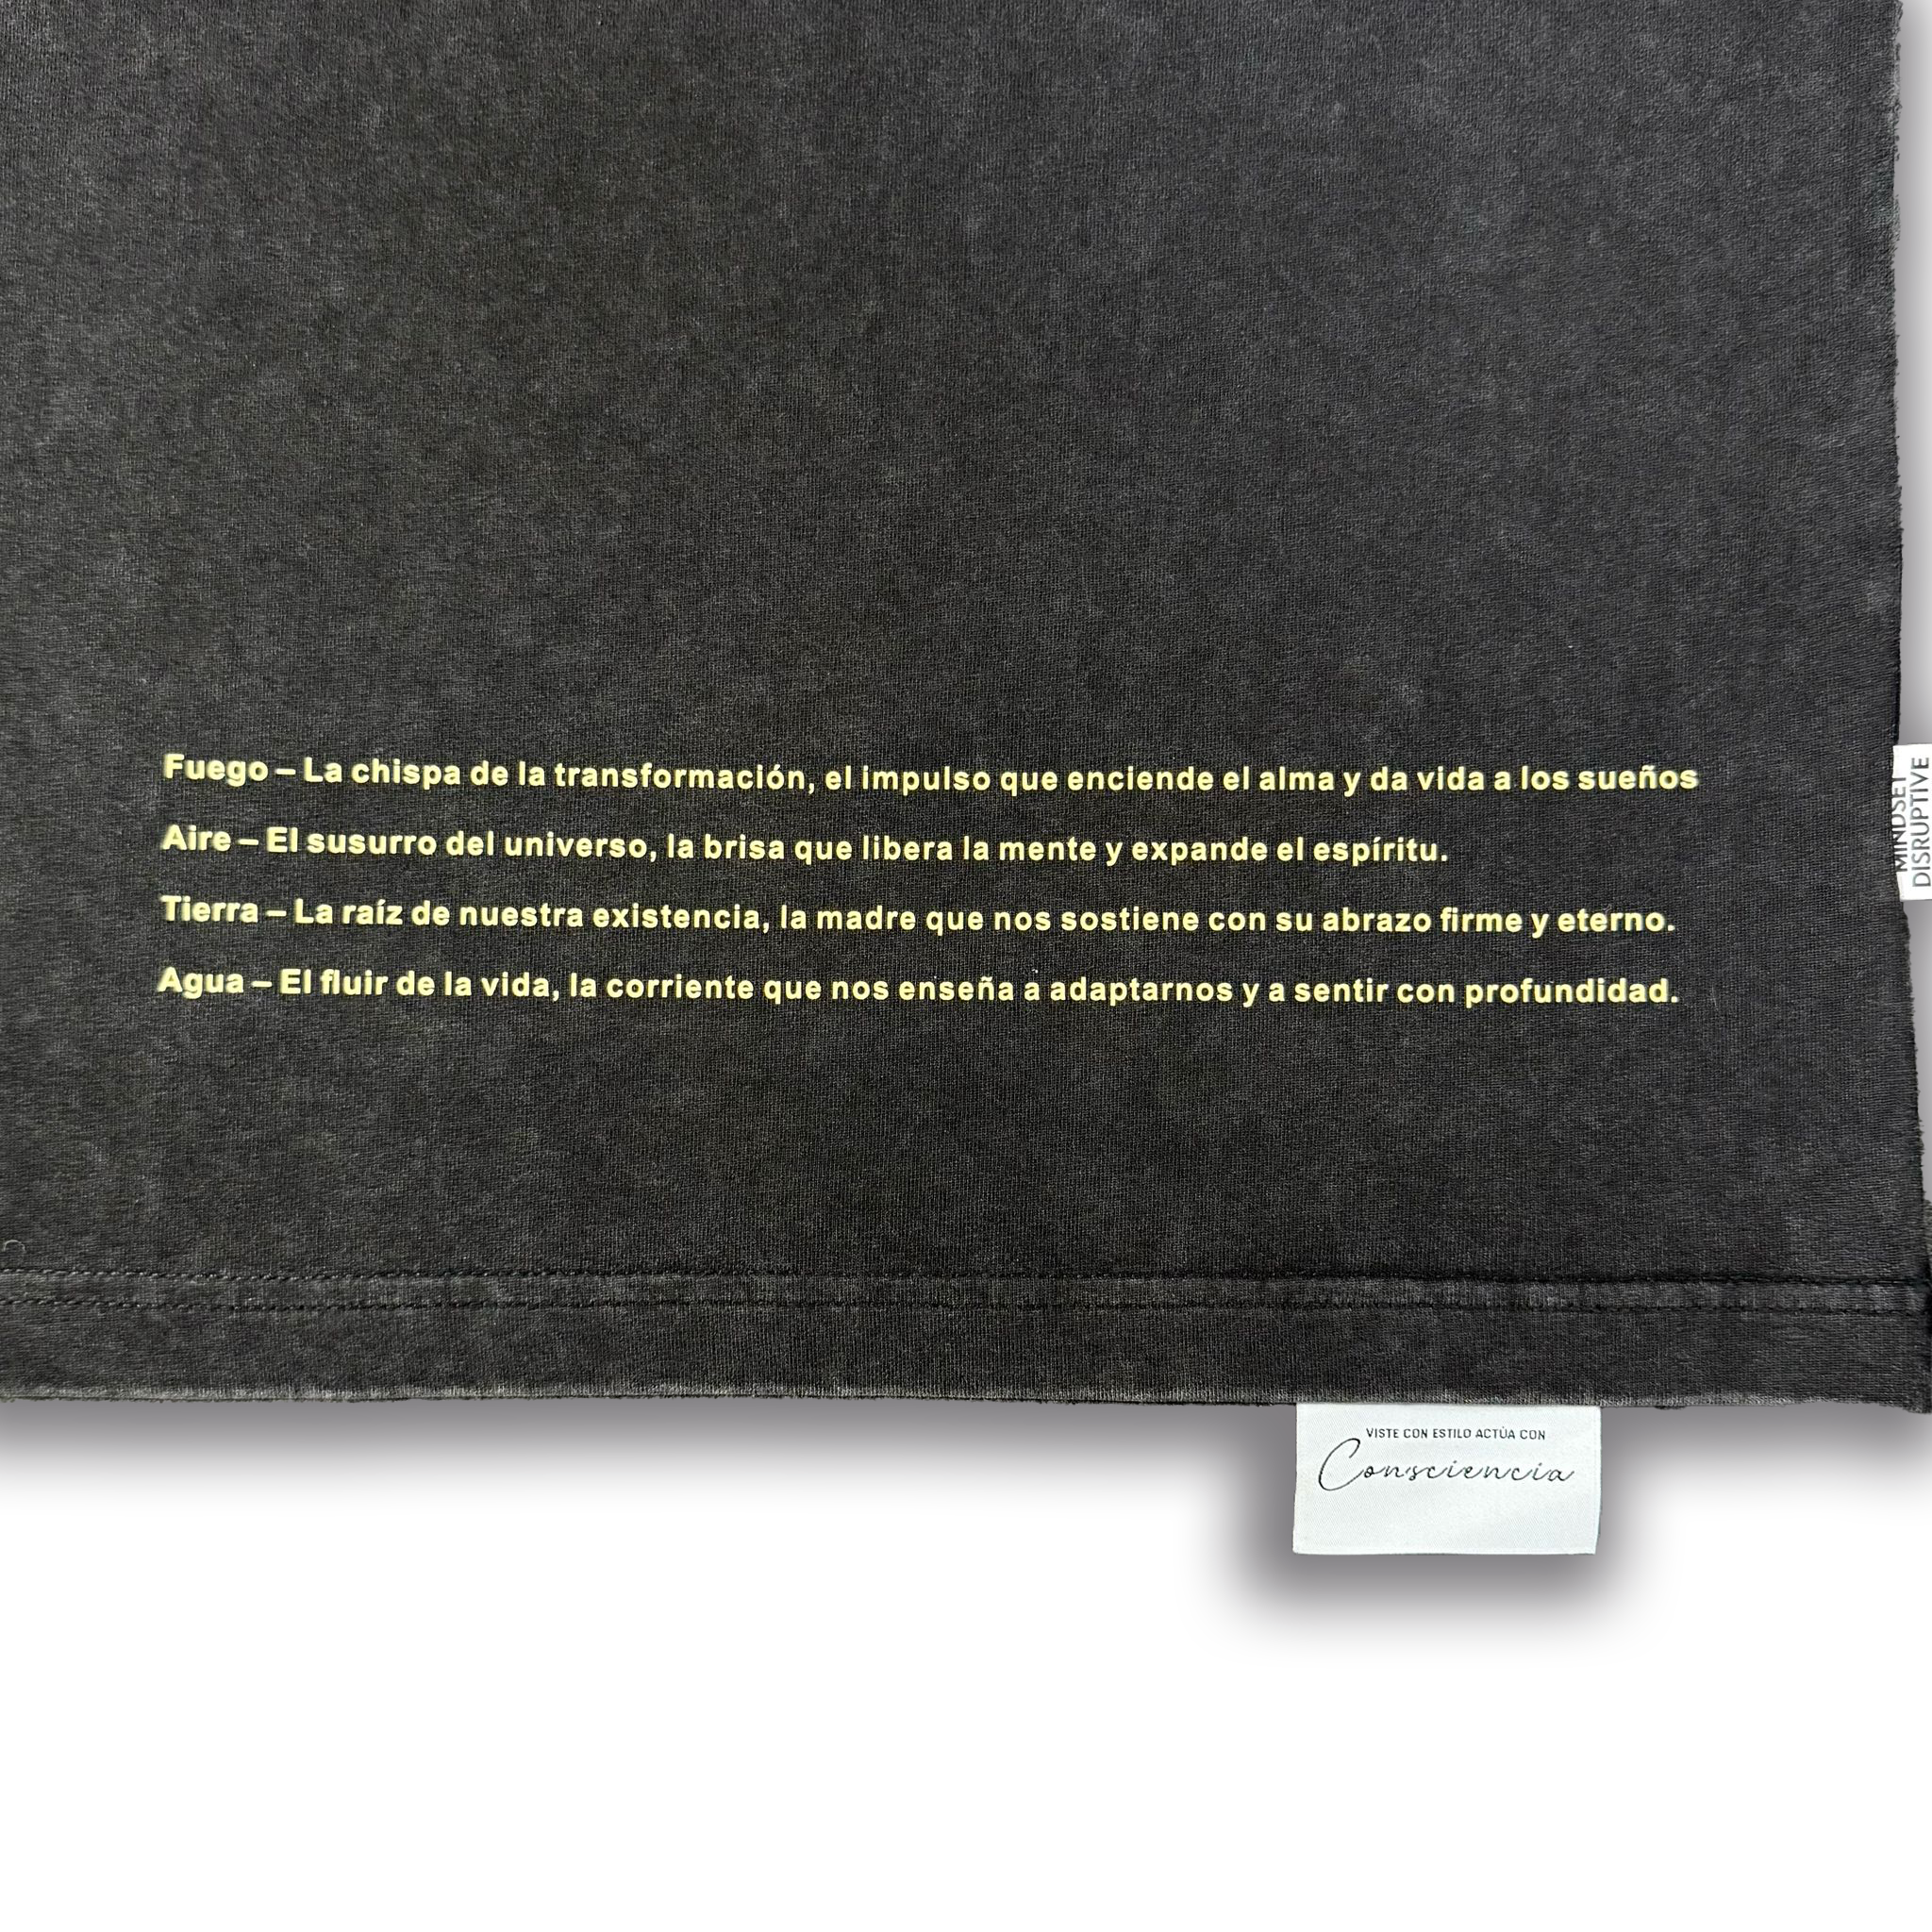 Fuego – La chispa de la transformación, el impulso que enciende el alma y da vida a los sueños
Aire – El susurro del universo, la brisa que libera la mente y expande el espíritu.
Tierra – La raíz de nuestra existencia, la madre que nos sostiene con su abrazo firme y eterno.
Agua – El fluir de la vida, la corriente que nos enseña a adaptarnos y a sentir con profundidad.
MINDSET
DISRUPTIVE
VISTE CON ESTILO ACTÚA CON
Consciencia